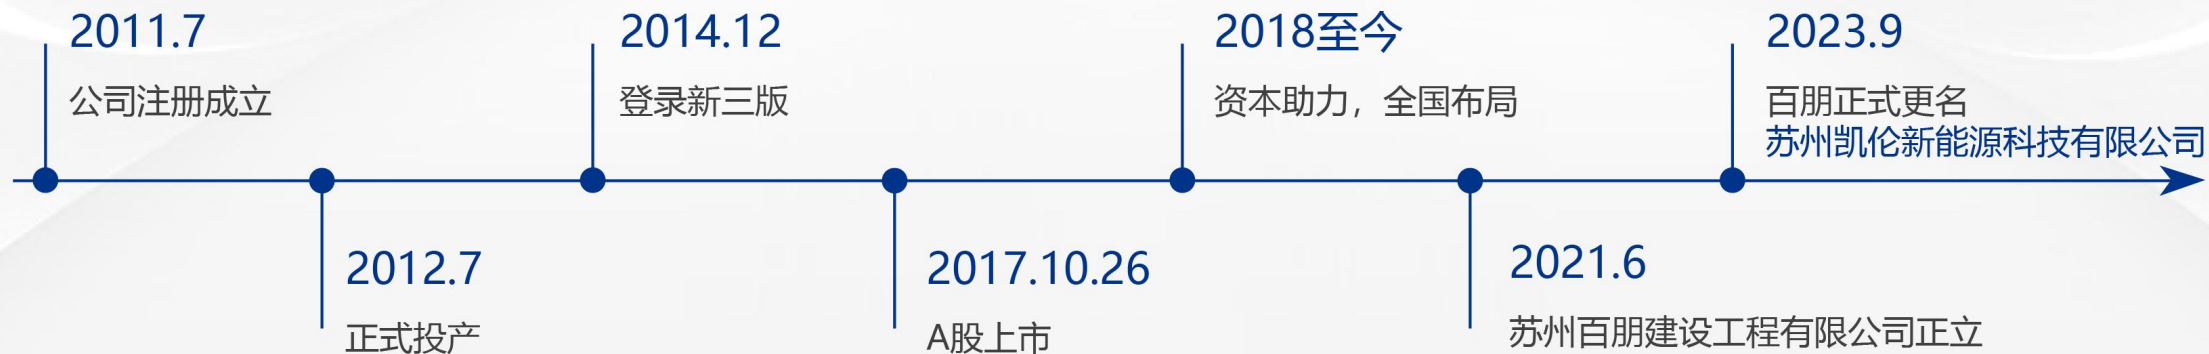 2011.7
公司注册成立
2012.7
正式投产
2014.12
登录新三版
2017.10.26
A股上市
2018至今
资本助力，全国布局
2021.6
苏州百朋建设工程有限公司正立
2023.9
百朋正式更名
苏州凯伦新能源科技有限公司